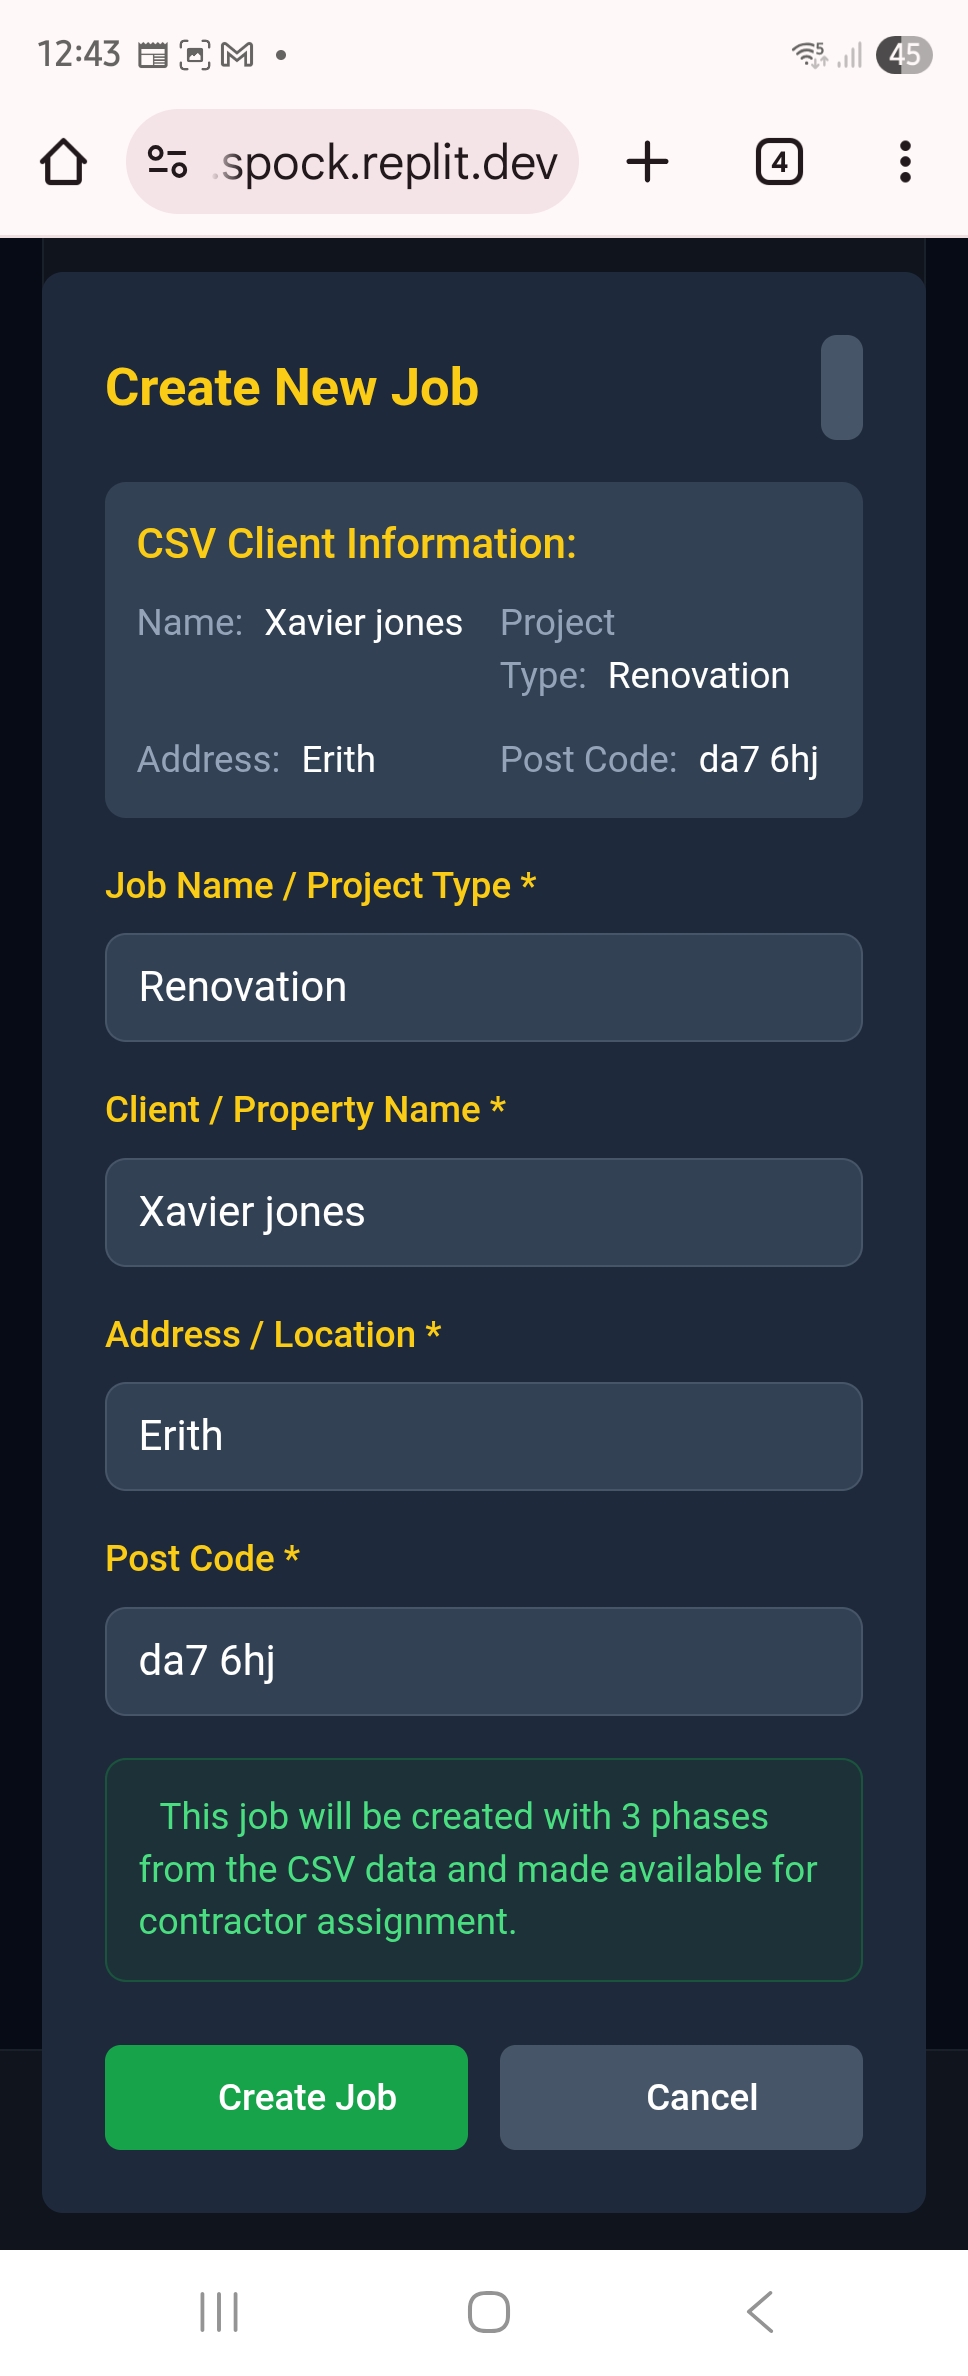 12:43
45
.spock.replit.dev
4
Create New Job
CSV Client Information:
Name: Xavier jones
Project
Type: Renovation
Address: Erith
Post Code: da7 6hj
Job Name / Project Type *
Renovation
Client / Property Name *
Xavier jones
Address / Location *
Erith
Post Code *
da7 6hj
This job will be created with 3 phases
from the CSV data and made available for
contractor assignment.
Create Job
Cancel